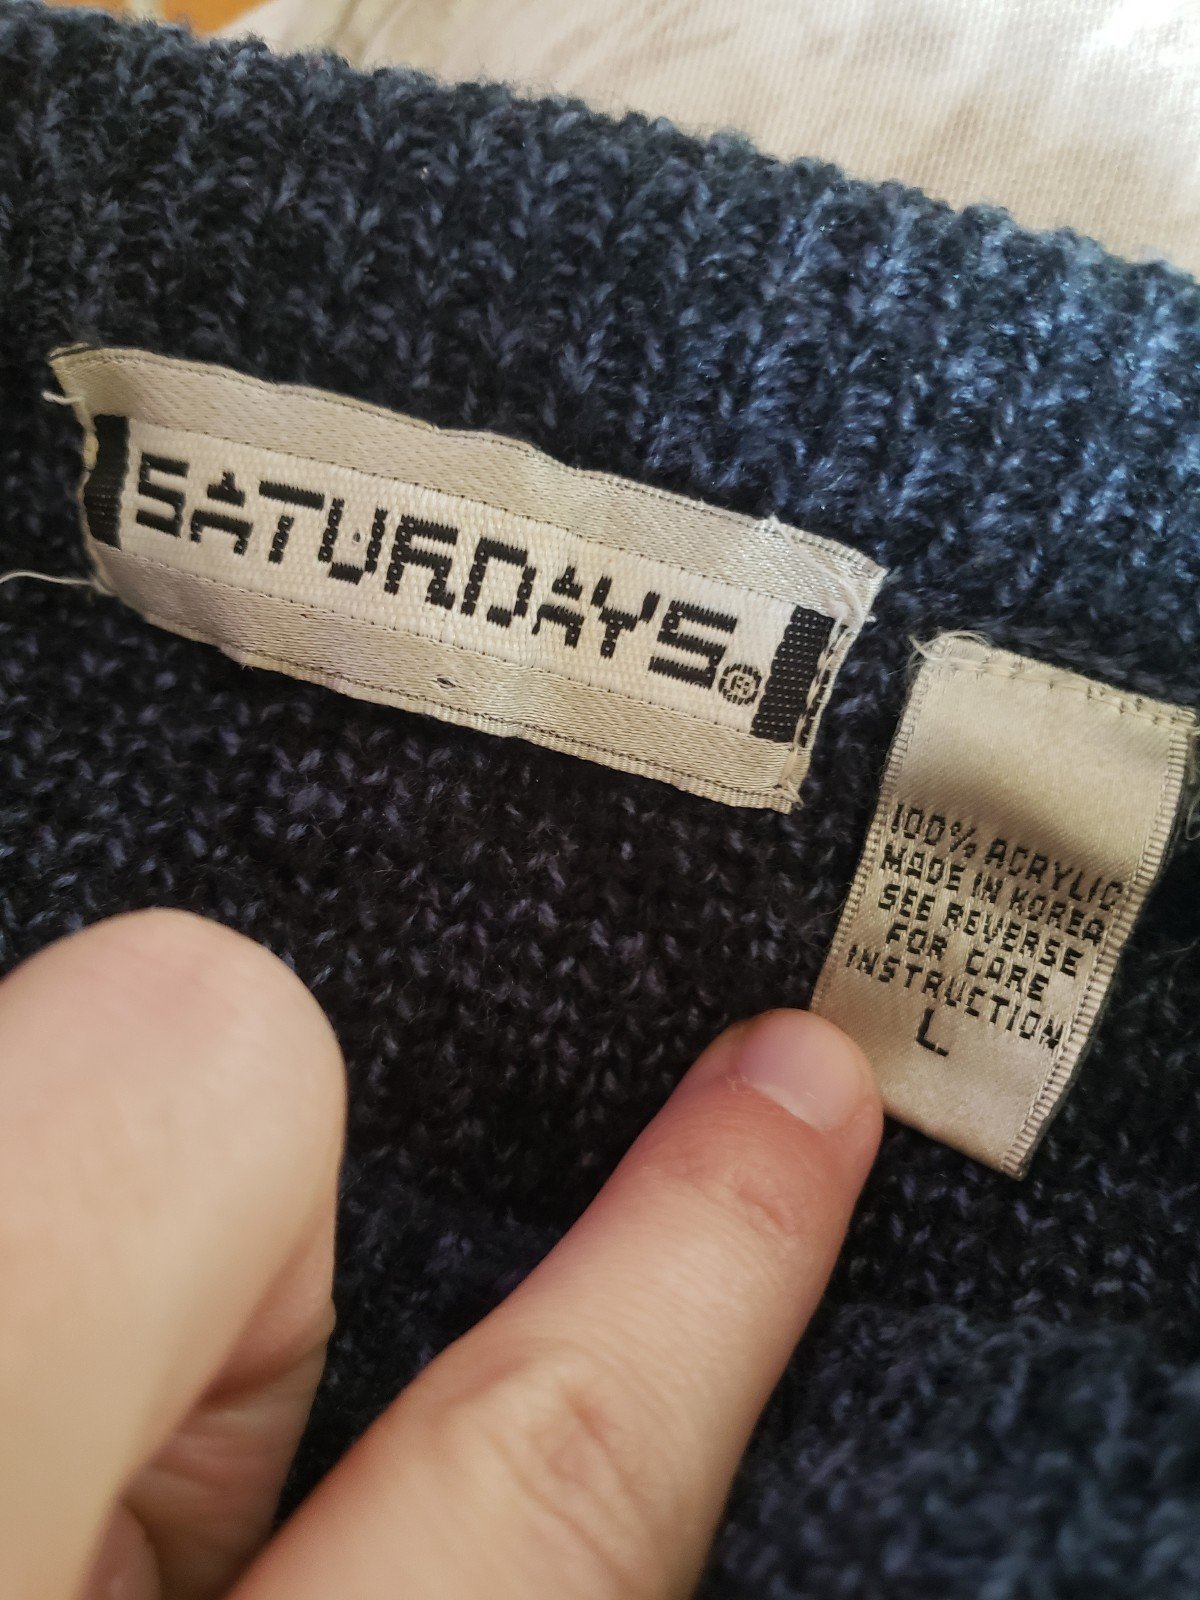 SATURDAYS®
100% ACRYLIC
MADE IN KOREA
SEE REVERSE
FOR CARE
INSTRUCTION
L